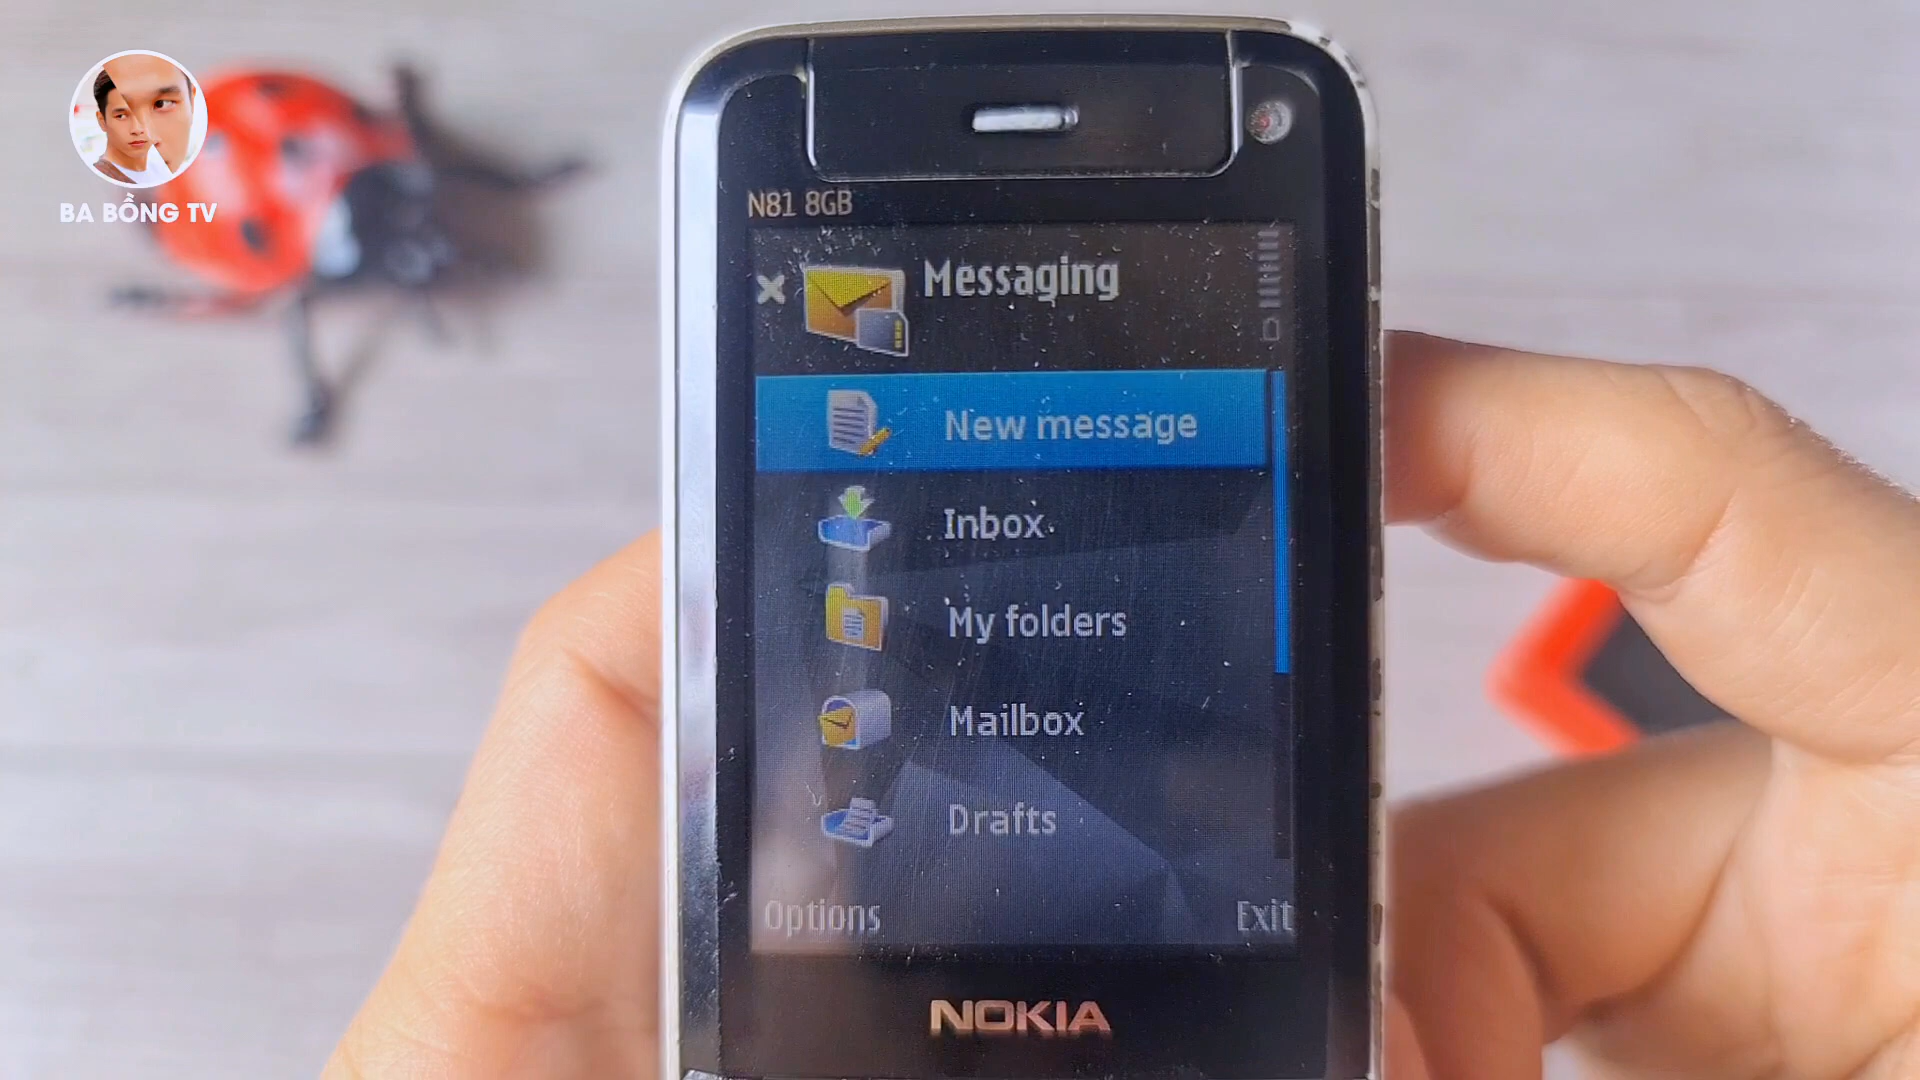 BA BỒNG TV
N81 8GB
Messaging
New message
Inbox
My folders
Mailbox
Drafts
Options
Exit
NOKIA